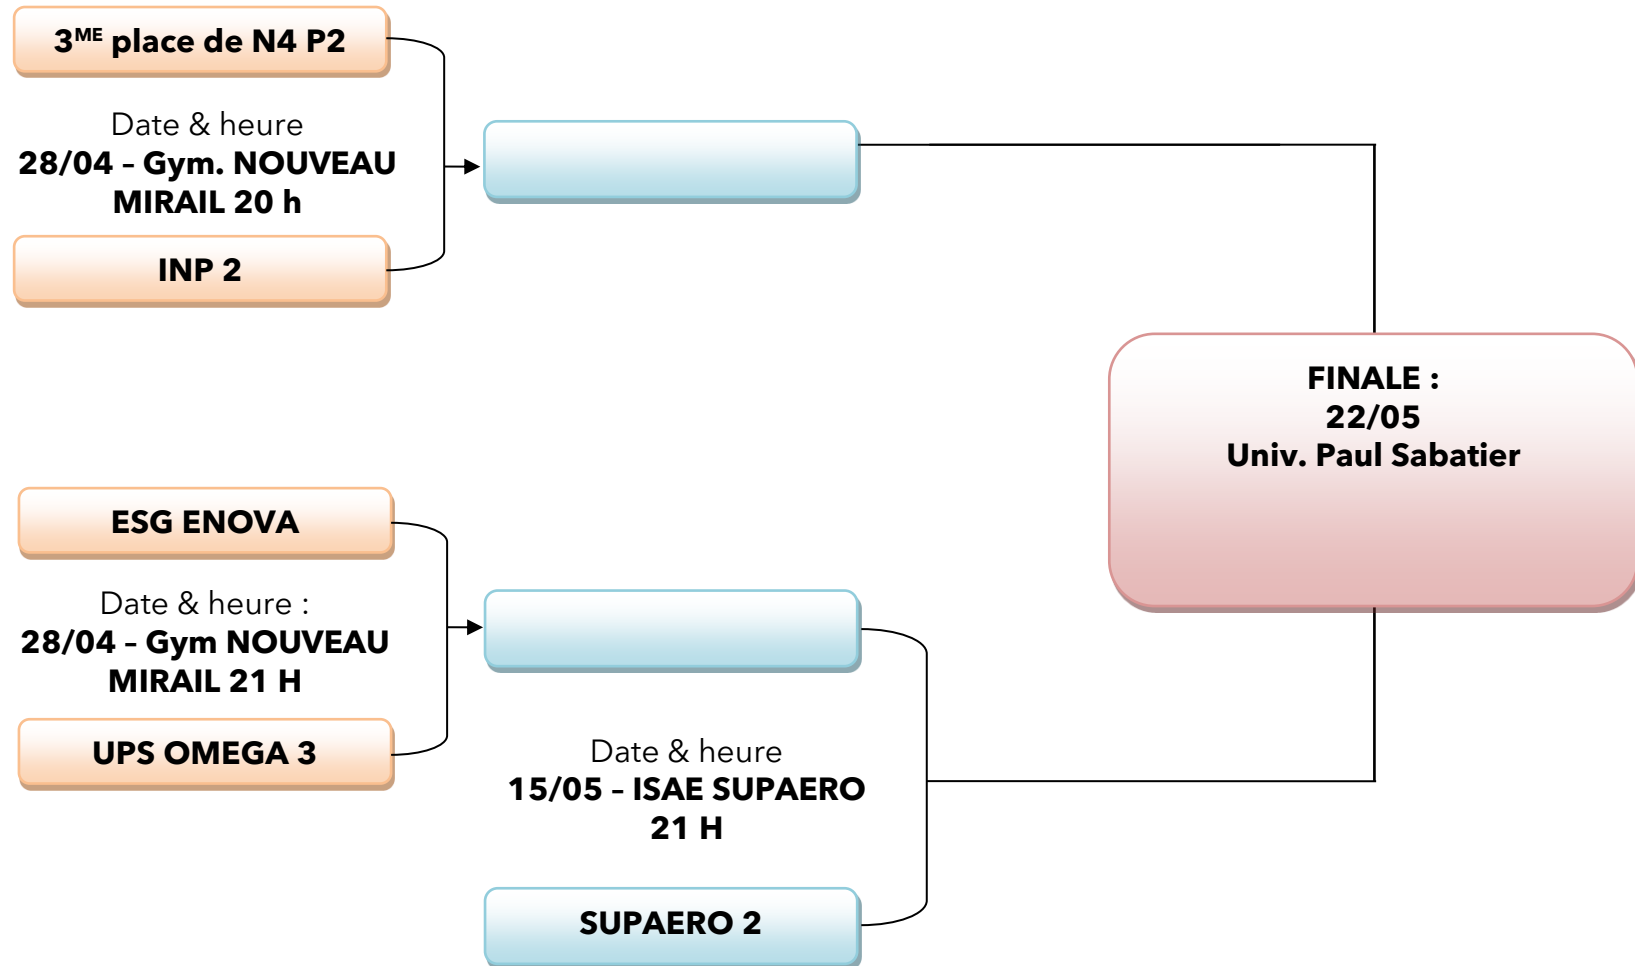 3ME place de N4 P2
Date & heure
28/04 – Gym. NOUVEAU
MIRAIL 20 h
INP 2
FINALE :
22/05
Univ. Paul Sabatier
ESG ENOVA
Date & heure :
28/04 – Gym NOUVEAU
MIRAIL 21 H
UPS OMEGA 3
Date & heure
15/05 – ISAE SUPAERO
21 H
SUPAERO 2